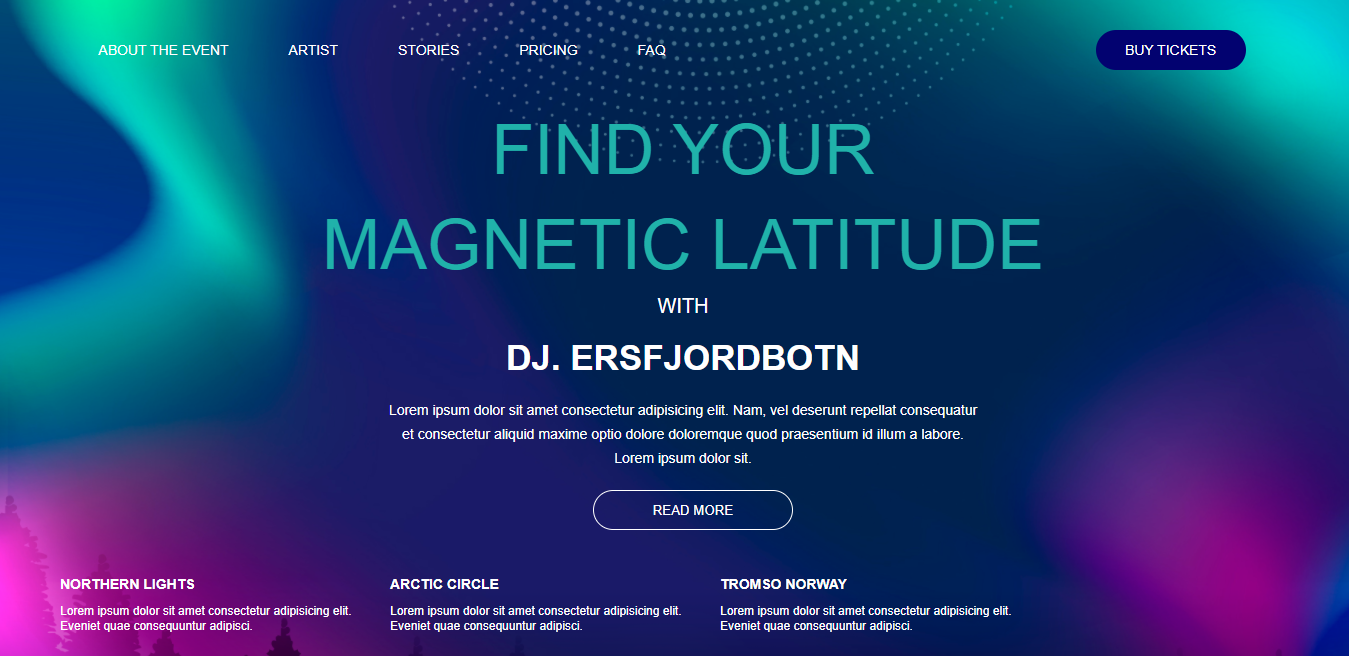 ABOUT THE EVENT ARTIST STORIES PRICING FAQ BUY TICKETS
FIND YOUR
MAGNETIC LATITUDE
WITH
DJ. ERSFJORDBOTN
Lorem ipsum dolor sit amet consectetur adipisicing elit. Nam, vel deserunt repellat consequatur
et consectetur aliquid maxime optio dolore doloremque quod praesentium id illum a labore.
Lorem ipsum dolor sit.
READ MORE
NORTHERN LIGHTS
Lorem ipsum dolor sit amet consectetur adipisicing elit.
Eveniet quae consequuntur adipisci.
ARCTIC CIRCLE
Lorem ipsum dolor sit amet consectetur adipisicing elit.
Eveniet quae consequuntur adipisci.
TROMSO NORWAY
Lorem ipsum dolor sit amet consectetur adipisicing elit.
Eveniet quae consequuntur adipisci.